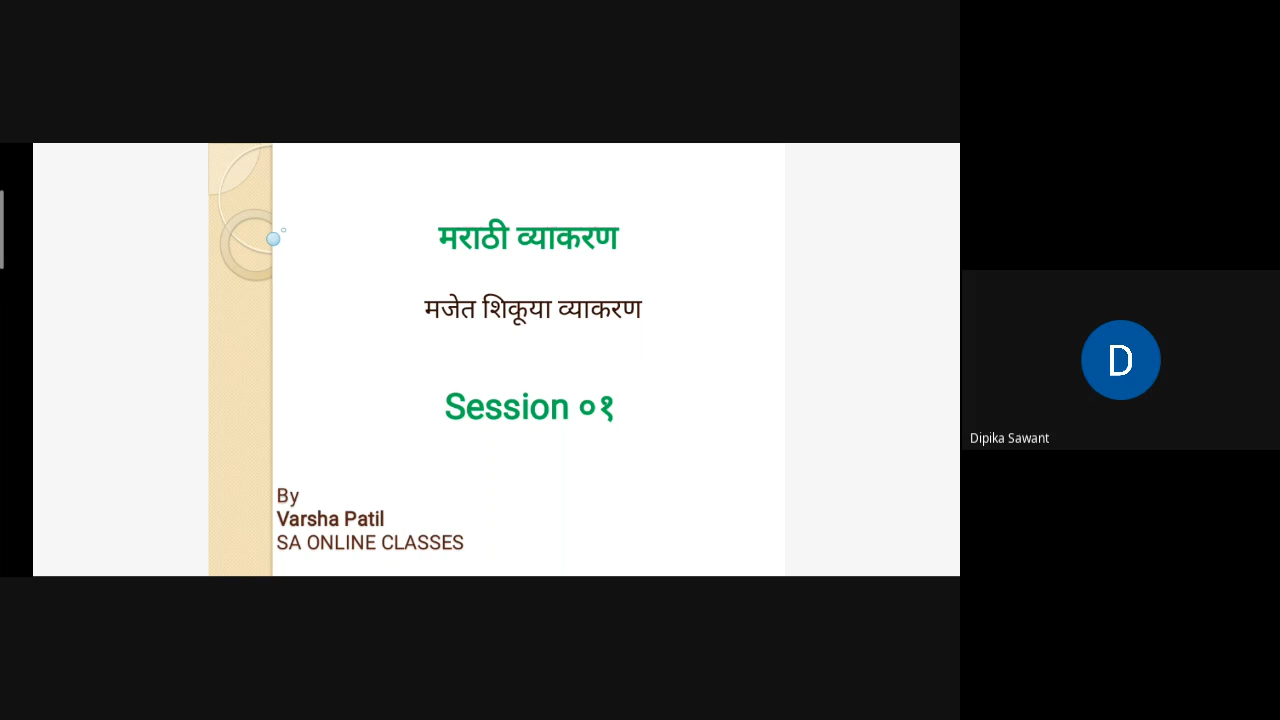 मराठी व्याकरण
मजेत शिकूया व्याकरण
Session ०१
By
Varsha Patil
SA ONLINE CLASSES
D
Dipika Sawant